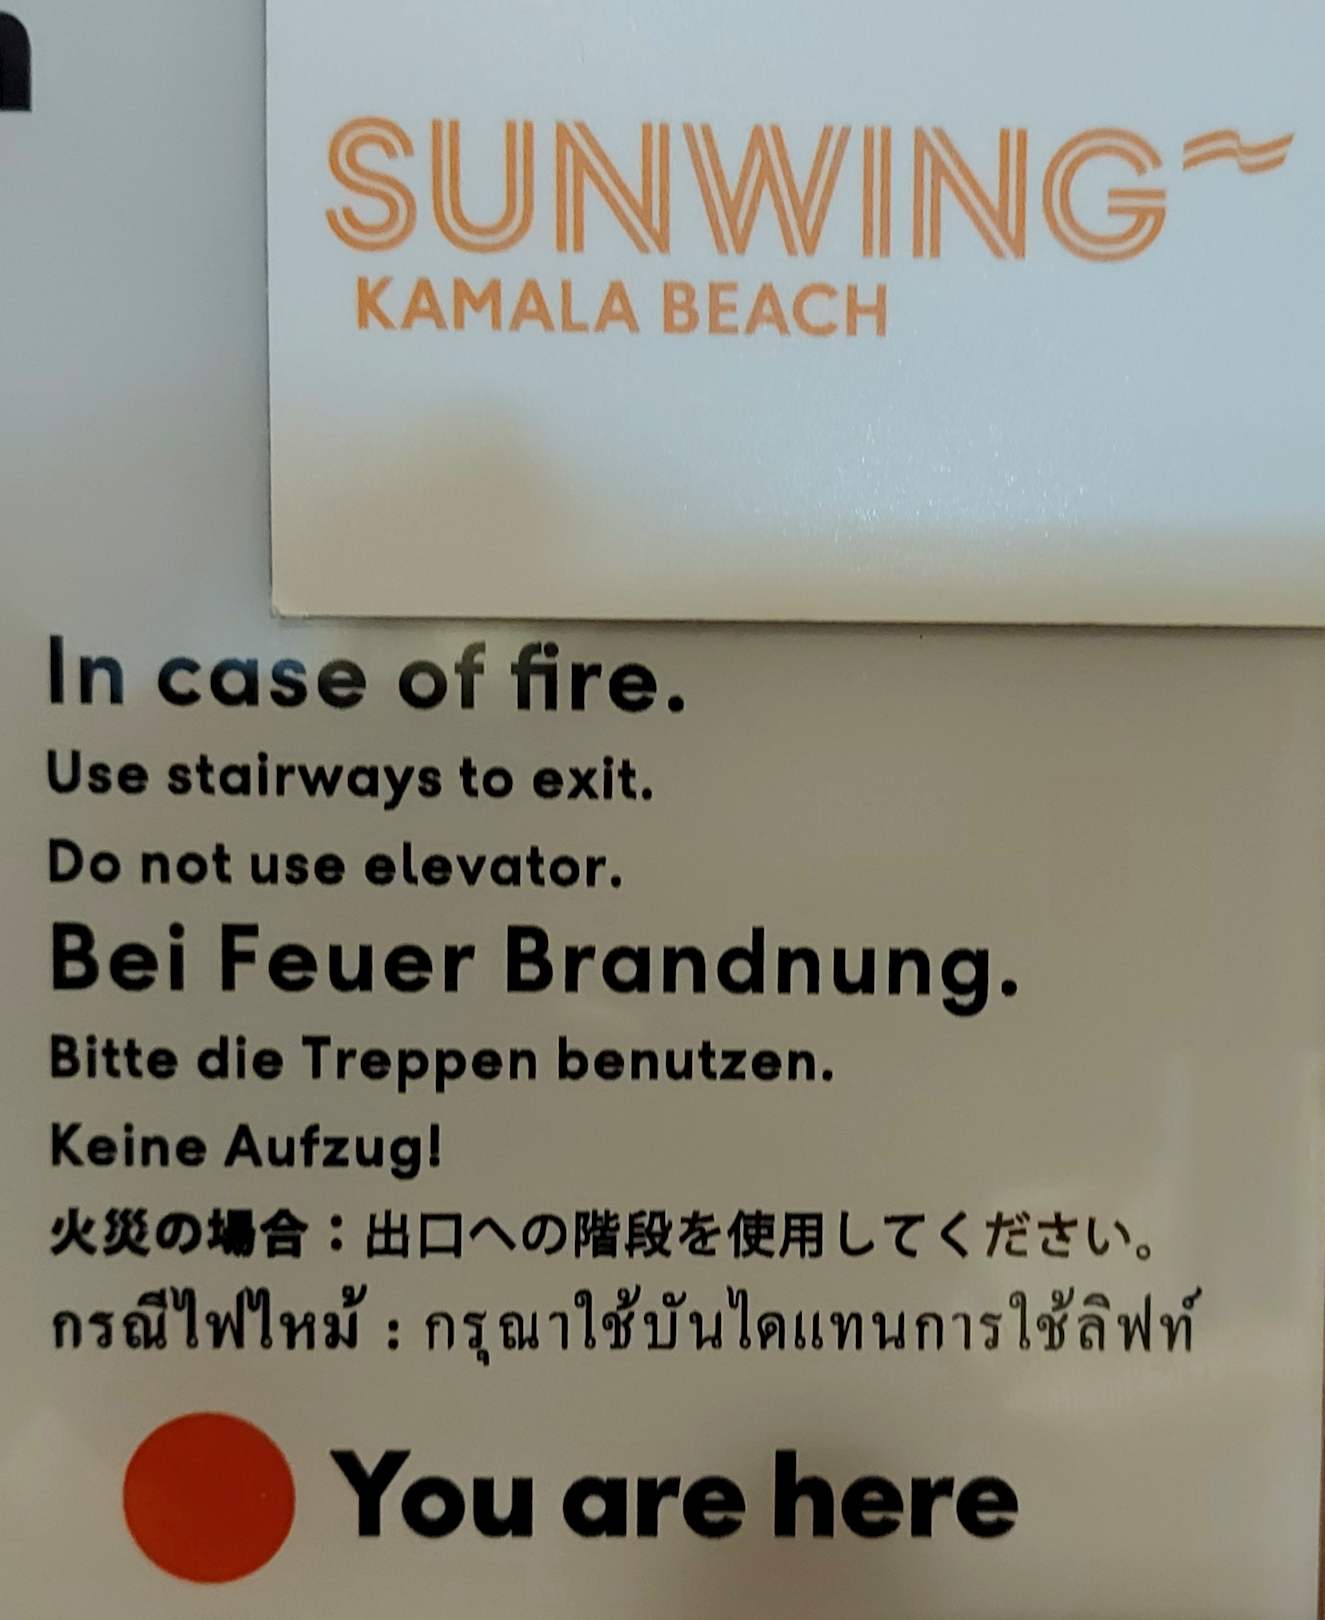 SUNWING
KAMALA BEACH
In case of fire.
Use stairways to exit.
Do not use elevator.
Bei Feuer Brandnung.
Bitte die Treppen benutzen.
Keine Aufzug!
火災の場合：出口への階段を使用してください。
กรณีไฟไหม้ : กรุณาใช้บันไดแทนการใช้ลิฟท์
You are here